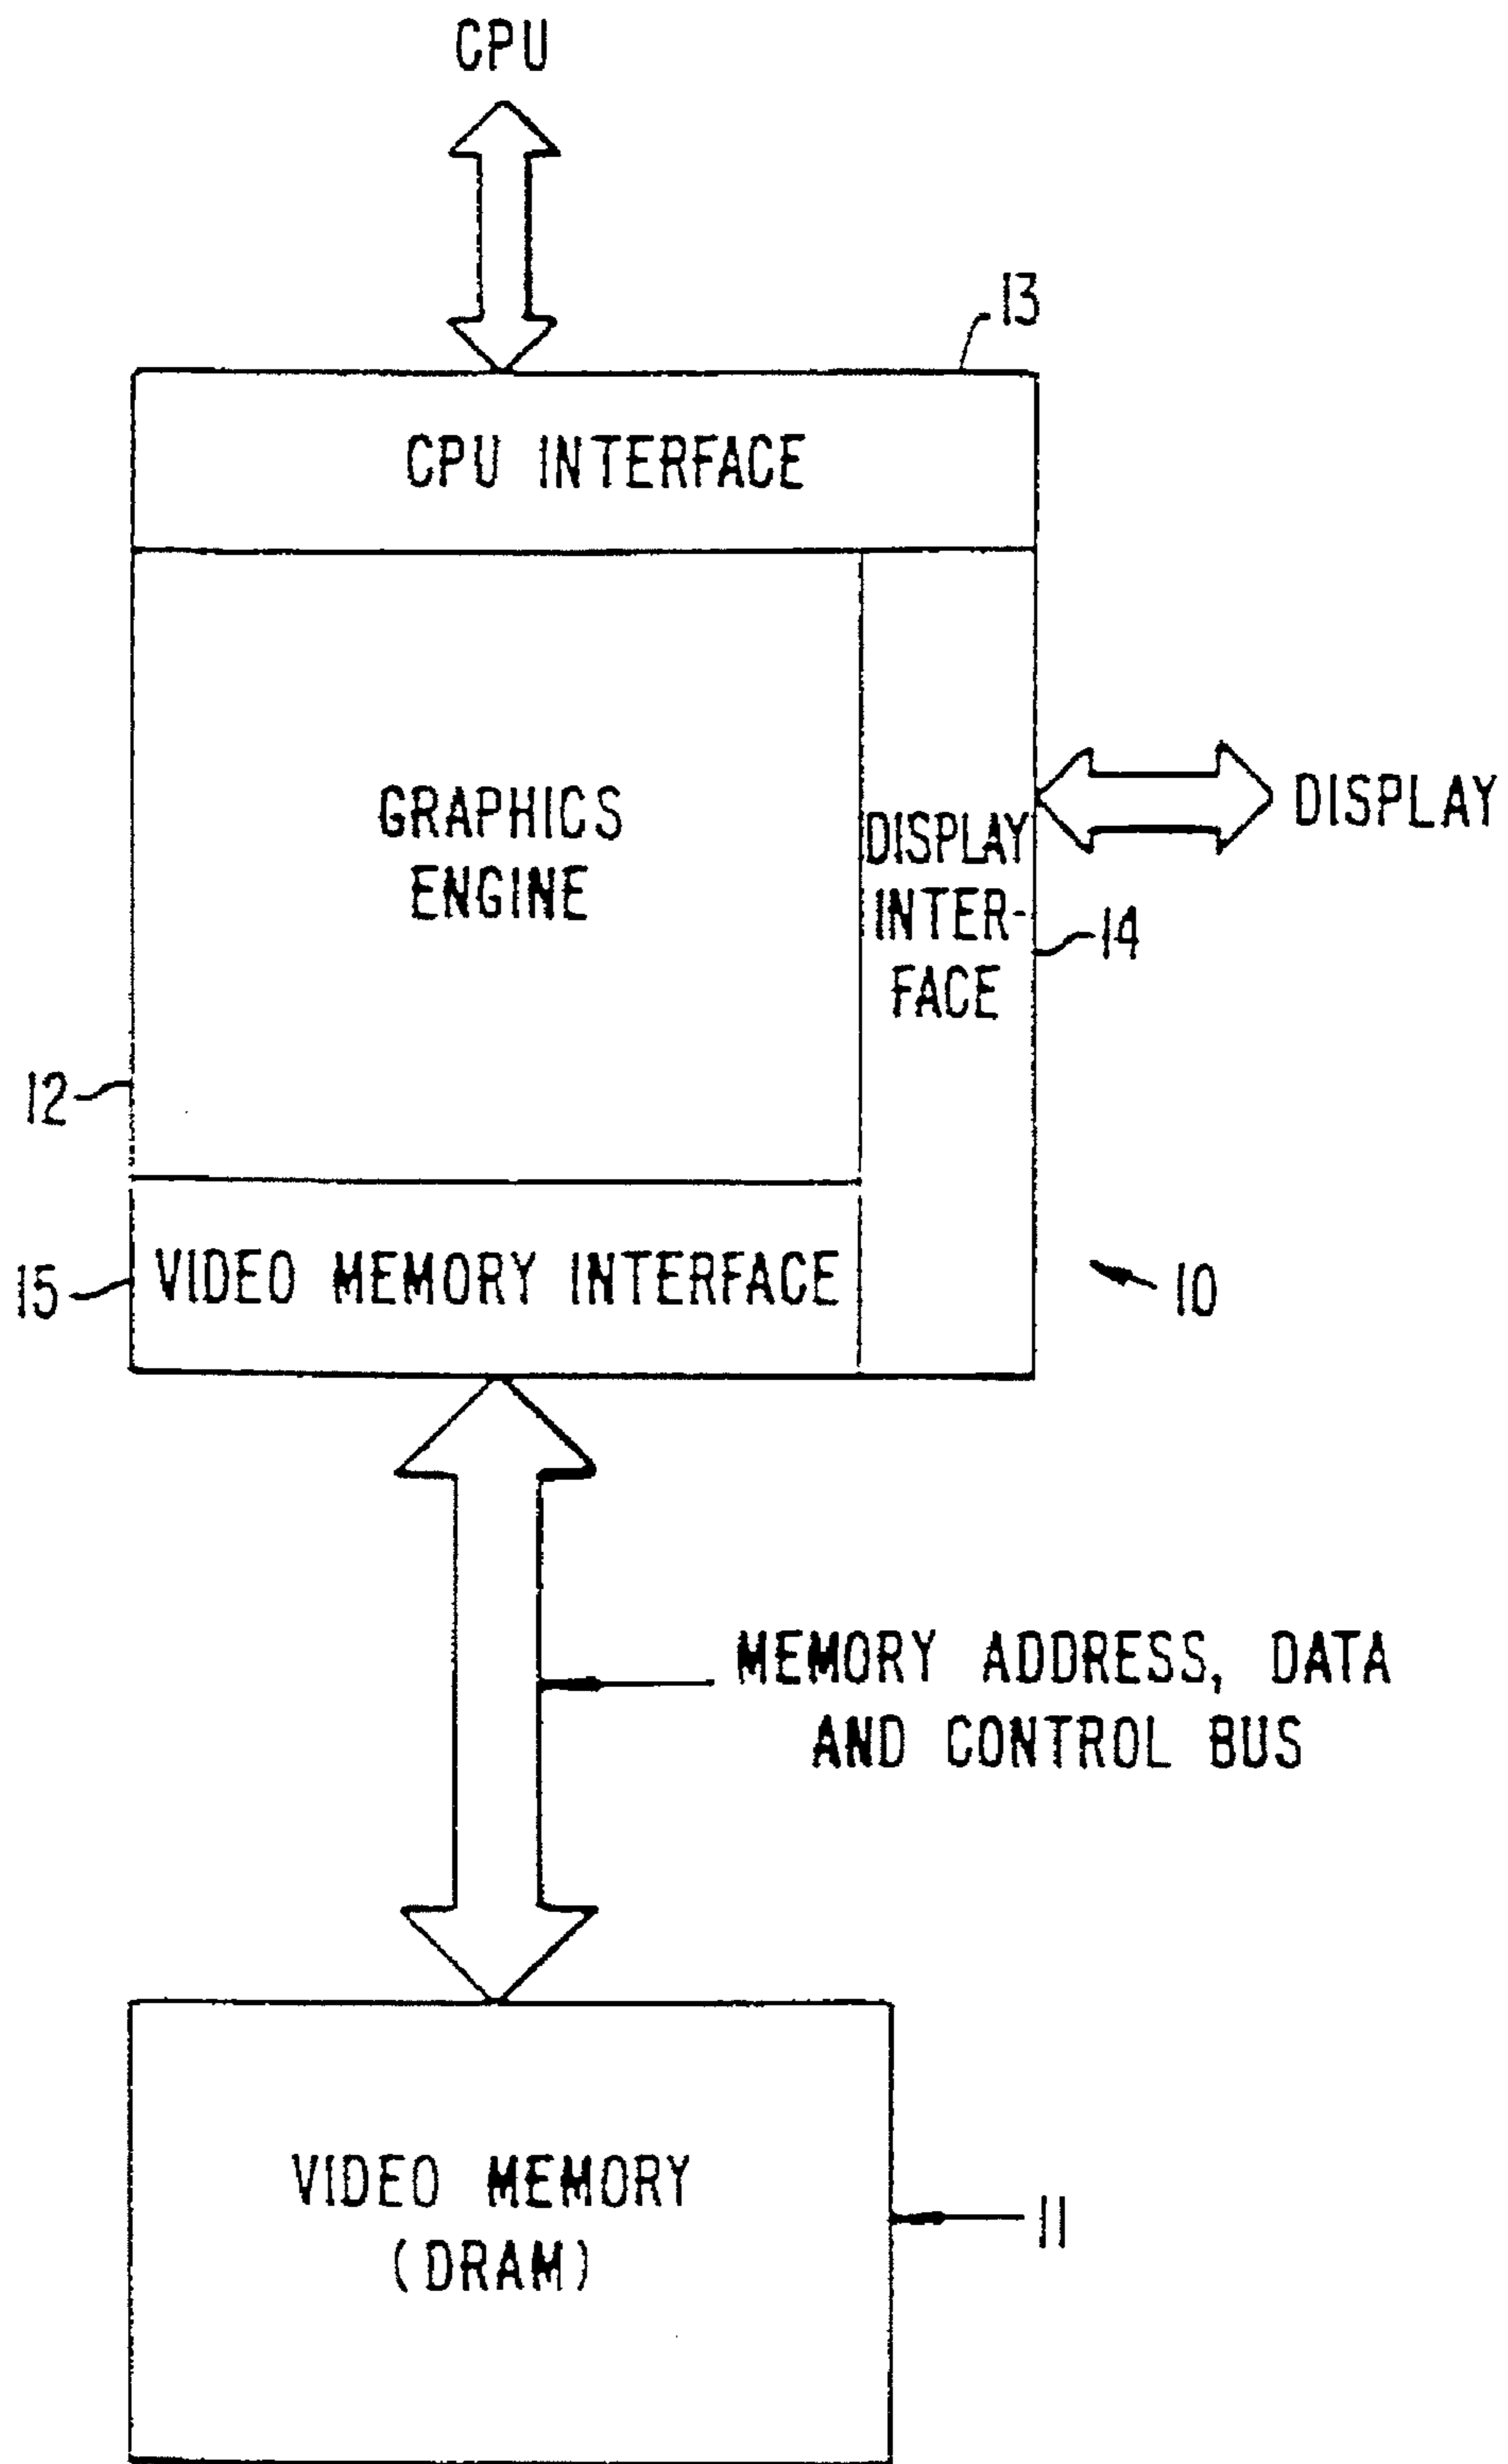 CPU
13
CPU INTERFACE
GRAPHICS
ENGINE
DISPLAY
INTER-
FACE
DISPLAY
14
12
15
VIDEO MEMORY INTERFACE
10
MEMORY ADDRESS, DATA
AND CONTROL BUS
VIDEO MEMORY
(DRAM)
11